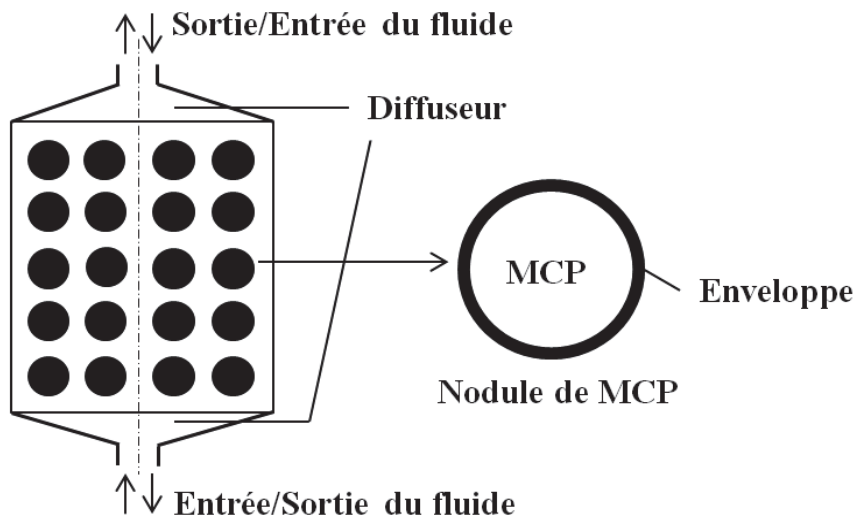 Sortie/Entrée du fluide
Diffuseur
MCP
Enveloppe
Nodule de MCP
Entrée/Sortie du fluide